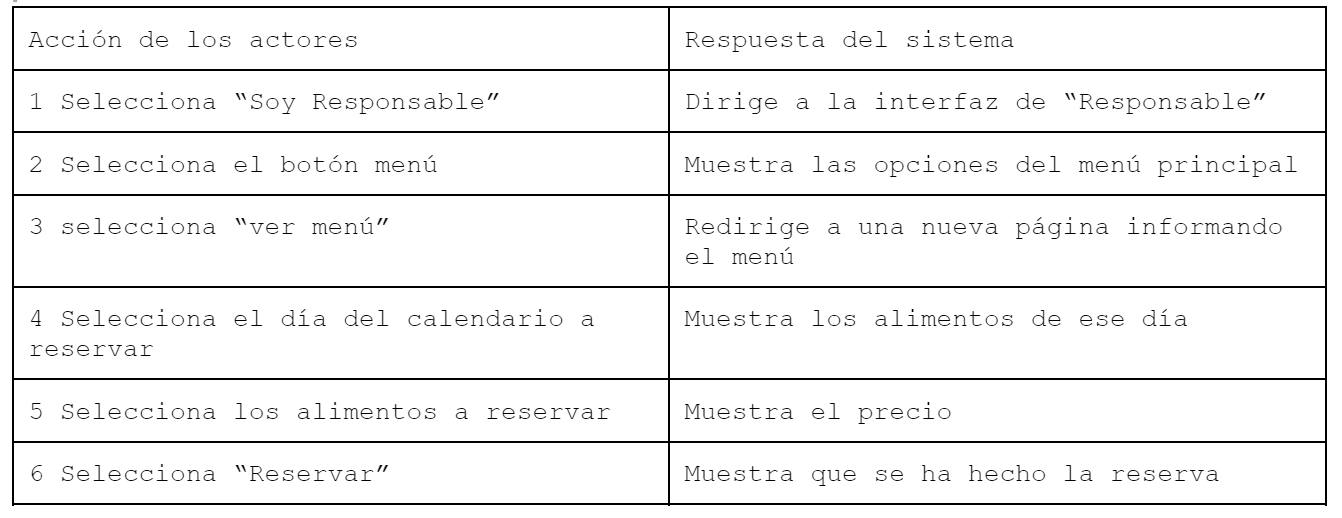 Acción de los actores
Respuesta del sistema
1 Selecciona “Soy Responsable”
Dirige a la interfaz de “Responsable”
2 Selecciona el botón menú
Muestra las opciones del menú principal
3 selecciona “ver menú”
Redirige a una nueva página informando
el menú
4 Selecciona el día del calendario a
reservar
Muestra los alimentos de ese día
5 Selecciona los alimentos a reservar
Muestra el precio
6 Selecciona “Reservar”
Muestra que se ha hecho la reserva